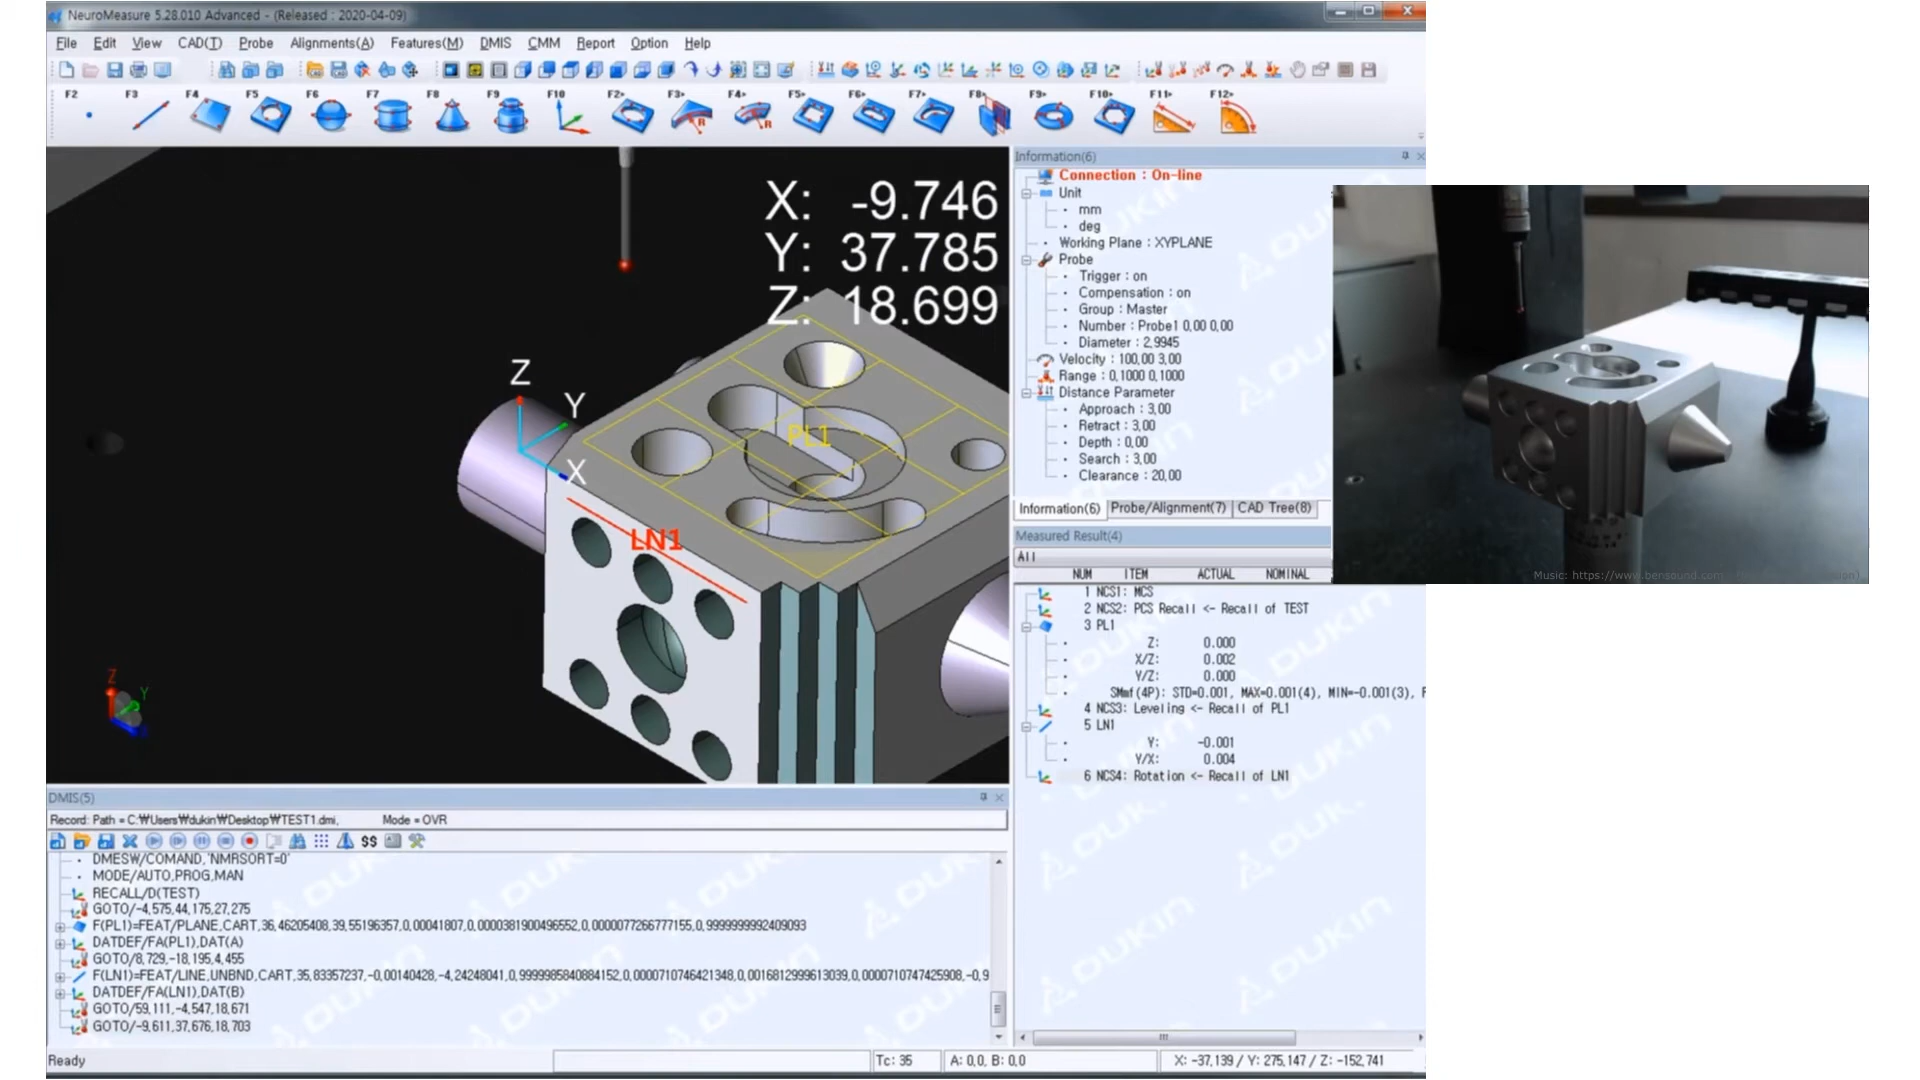 NeuroMeasure 5.28.010 Advanced - (Released : 2020-04-09)
File Edit View CAD(T) Probe Alignments(A) Features(M) DMIS CMM Report Option Help
F2 F3 F4 F5 F6 F7 F8 F9 F10 F2> F3> F4> F5> F6> F7> F8> F9> F10> F11> F12>
X: -9.746
Y: 37.785
Z: 18.699
Z
Y
X
PL1
LN1
Z
Y
Information(6)
Connection : On-line
Unit
mm
deg
Working Plane : XYPLANE
Probe
Trigger : on
Compensation : on
Group : Master
Number : Probe1 0,00 0,00
Diameter : 2,9945
Velocity : 100,00 3,00
Range : 0,1000 0,1000
Distance Parameter
Approach : 3,00
Retract : 3,00
Depth : 0,00
Search : 3,00
Clearance : 20,00
Information(6) Probe/Alignment(7) CAD Tree(8)
Measured Result(4)
All
NUM ITEM ACTUAL NOMINAL
1 NCS1: MCS
2 NCS2: PCS Recall <- Recall of TEST
3 PL1
Z: 0.000
X/Z: 0.002
Y/Z: 0.000
SMmf(4P): STD=0.001, MAX=0.001(4), MIN=-0.001(3),
4 NCS3: Leveling <- Recall of PL1
5 LN1
Y: -0.001
Y/X: 0.004
6 NCS4: Rotation <- Recall of LN1
Music: https://www.bensound.com
DUKIN
DMIS(5)
Record: Path = C:₩Users₩dukin₩Desktop₩TEST1.dmi, Mode = OVR
$$
DMESW/COMAND,'NMRSORT=0'
MODE/AUTO,PROG,MAN
RECALL/D(TEST)
GOTO/-4,575,44,175,27,275
F(PL1)=FEAT/PLANE,CART,36,46205408,39,55196357,0,00041807,0,0000381900496552,0,0000077266777155,0,9999999992409093
DATDEF/FA(PL1),DAT(A)
GOTO/8,729,-18,195,4,455
F(LN1)=FEAT/LINE,UNBND,CART,35,83357237,-0,00140428,-4,24248041,0,9999985840884152,0,0000710746421348,0,0016812999613039,0,0000710747425908,-0,9
DATDEF/FA(LN1),DAT(B)
GOTO/59,111,-4,547,18,671
GOTO/-9,611,37,676,18,703
Ready Tc: 35 A: 0,0, B: 0,0 X: -37,139 / Y: 275,147 / Z: -152,741